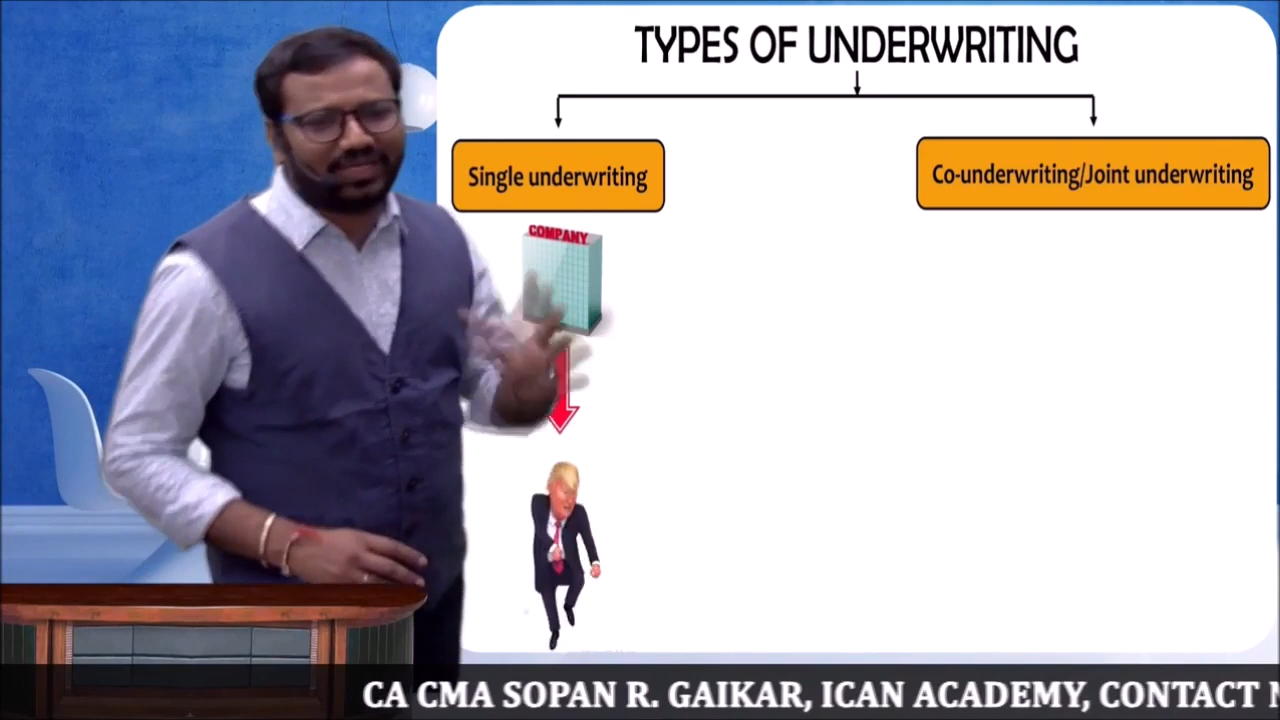 TYPES OF UNDERWRITING
Single underwriting
Co-underwriting/Joint underwriting
COMPANY
CA CMA SOPAN R. GAIKAR, ICAN ACADEMY, CONTACT